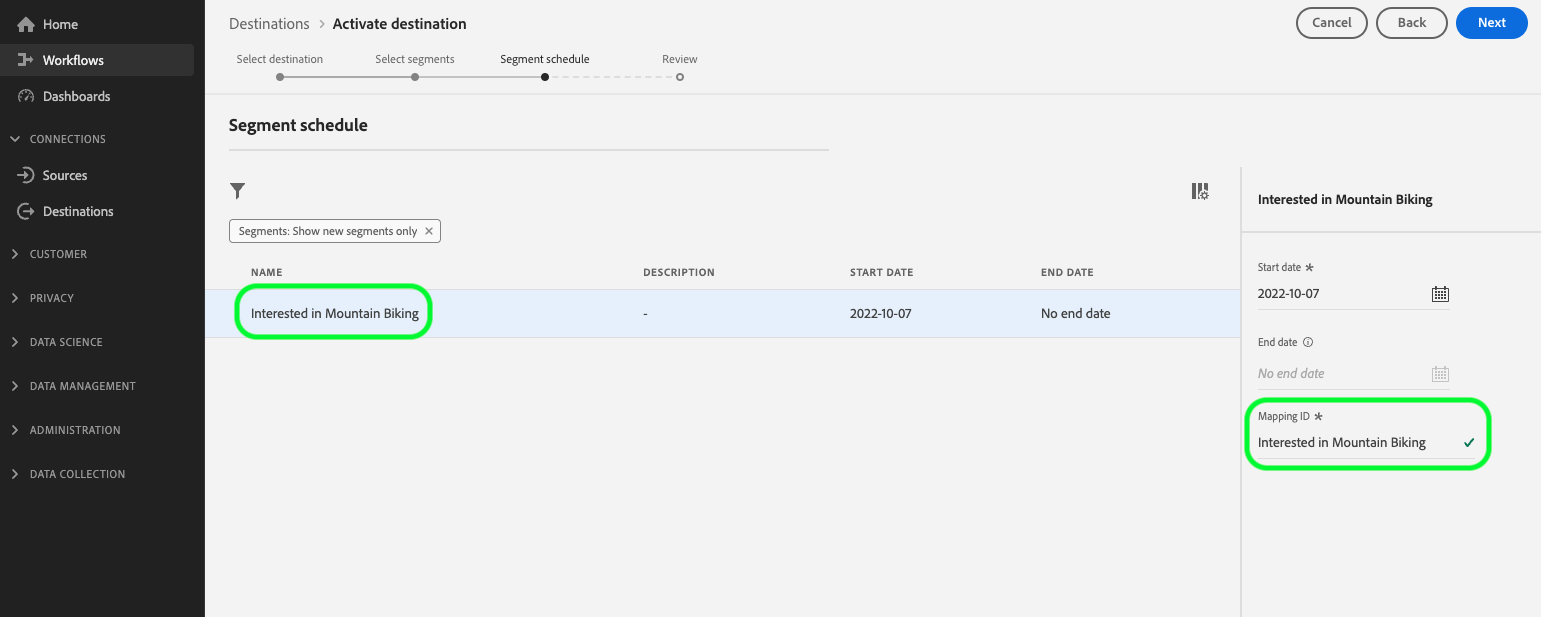 Home
Workflows
Dashboards
CONNECTIONS
Sources
Destinations
CUSTOMER
PRIVACY
DATA SCIENCE
DATA MANAGEMENT
ADMINISTRATION
DATA COLLECTION
Destinations > Activate destination
Cancel Back Next
Select destination Select segments Segment schedule Review
Segment schedule
Segments: Show new segments only ×
NAME DESCRIPTION START DATE END DATE
Interested in Mountain Biking - 2022-10-07 No end date
Interested in Mountain Biking
Start date *
2022-10-07
End date
No end date
Mapping ID *
Interested in Mountain Biking